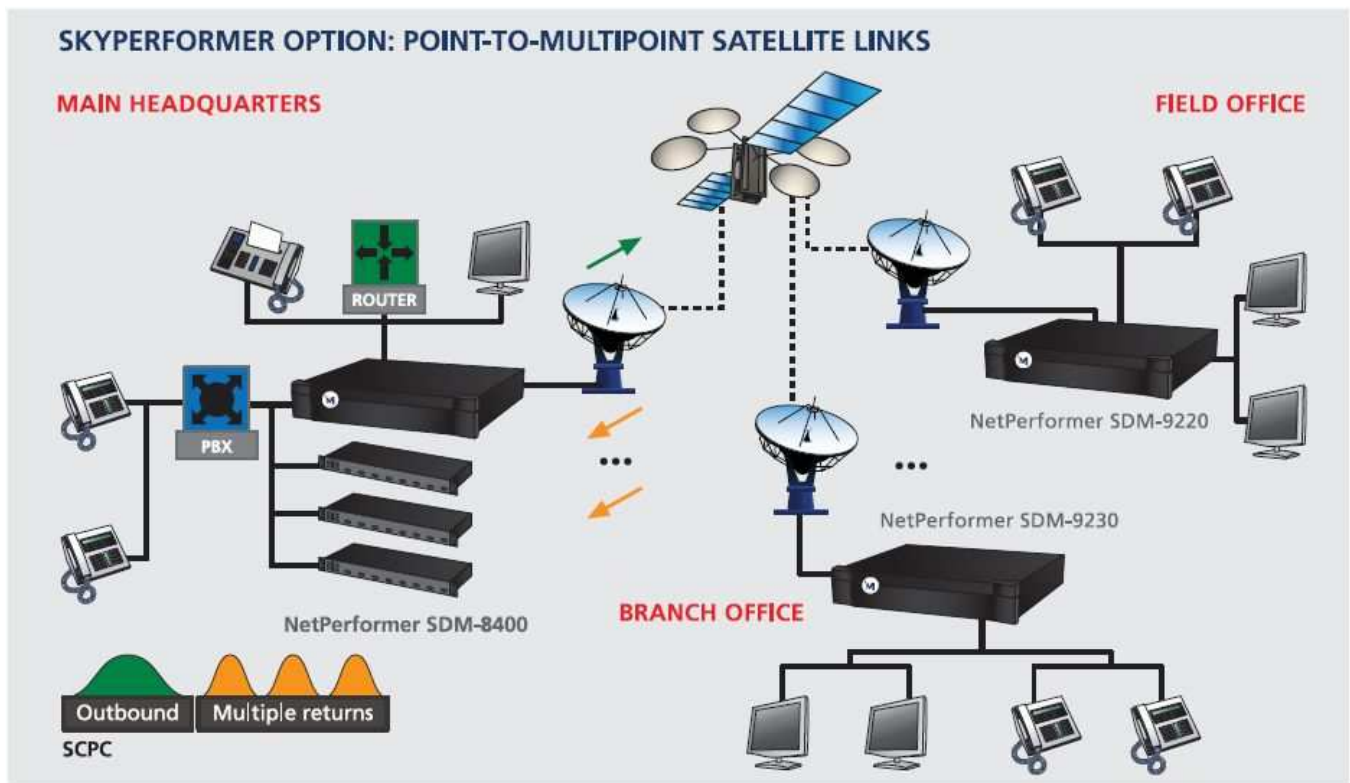 SKYPERFORMER OPTION: POINT-TO-MULTIPOINT SATELLITE LINKS
MAIN HEADQUARTERS
FIELD OFFICE
ROUTER
PBX
NetPerformer SDM-9220
NetPerformer SDM-9230
NetPerformer SDM-8400
BRANCH OFFICE
Outbound
Multiple returns
SCPC